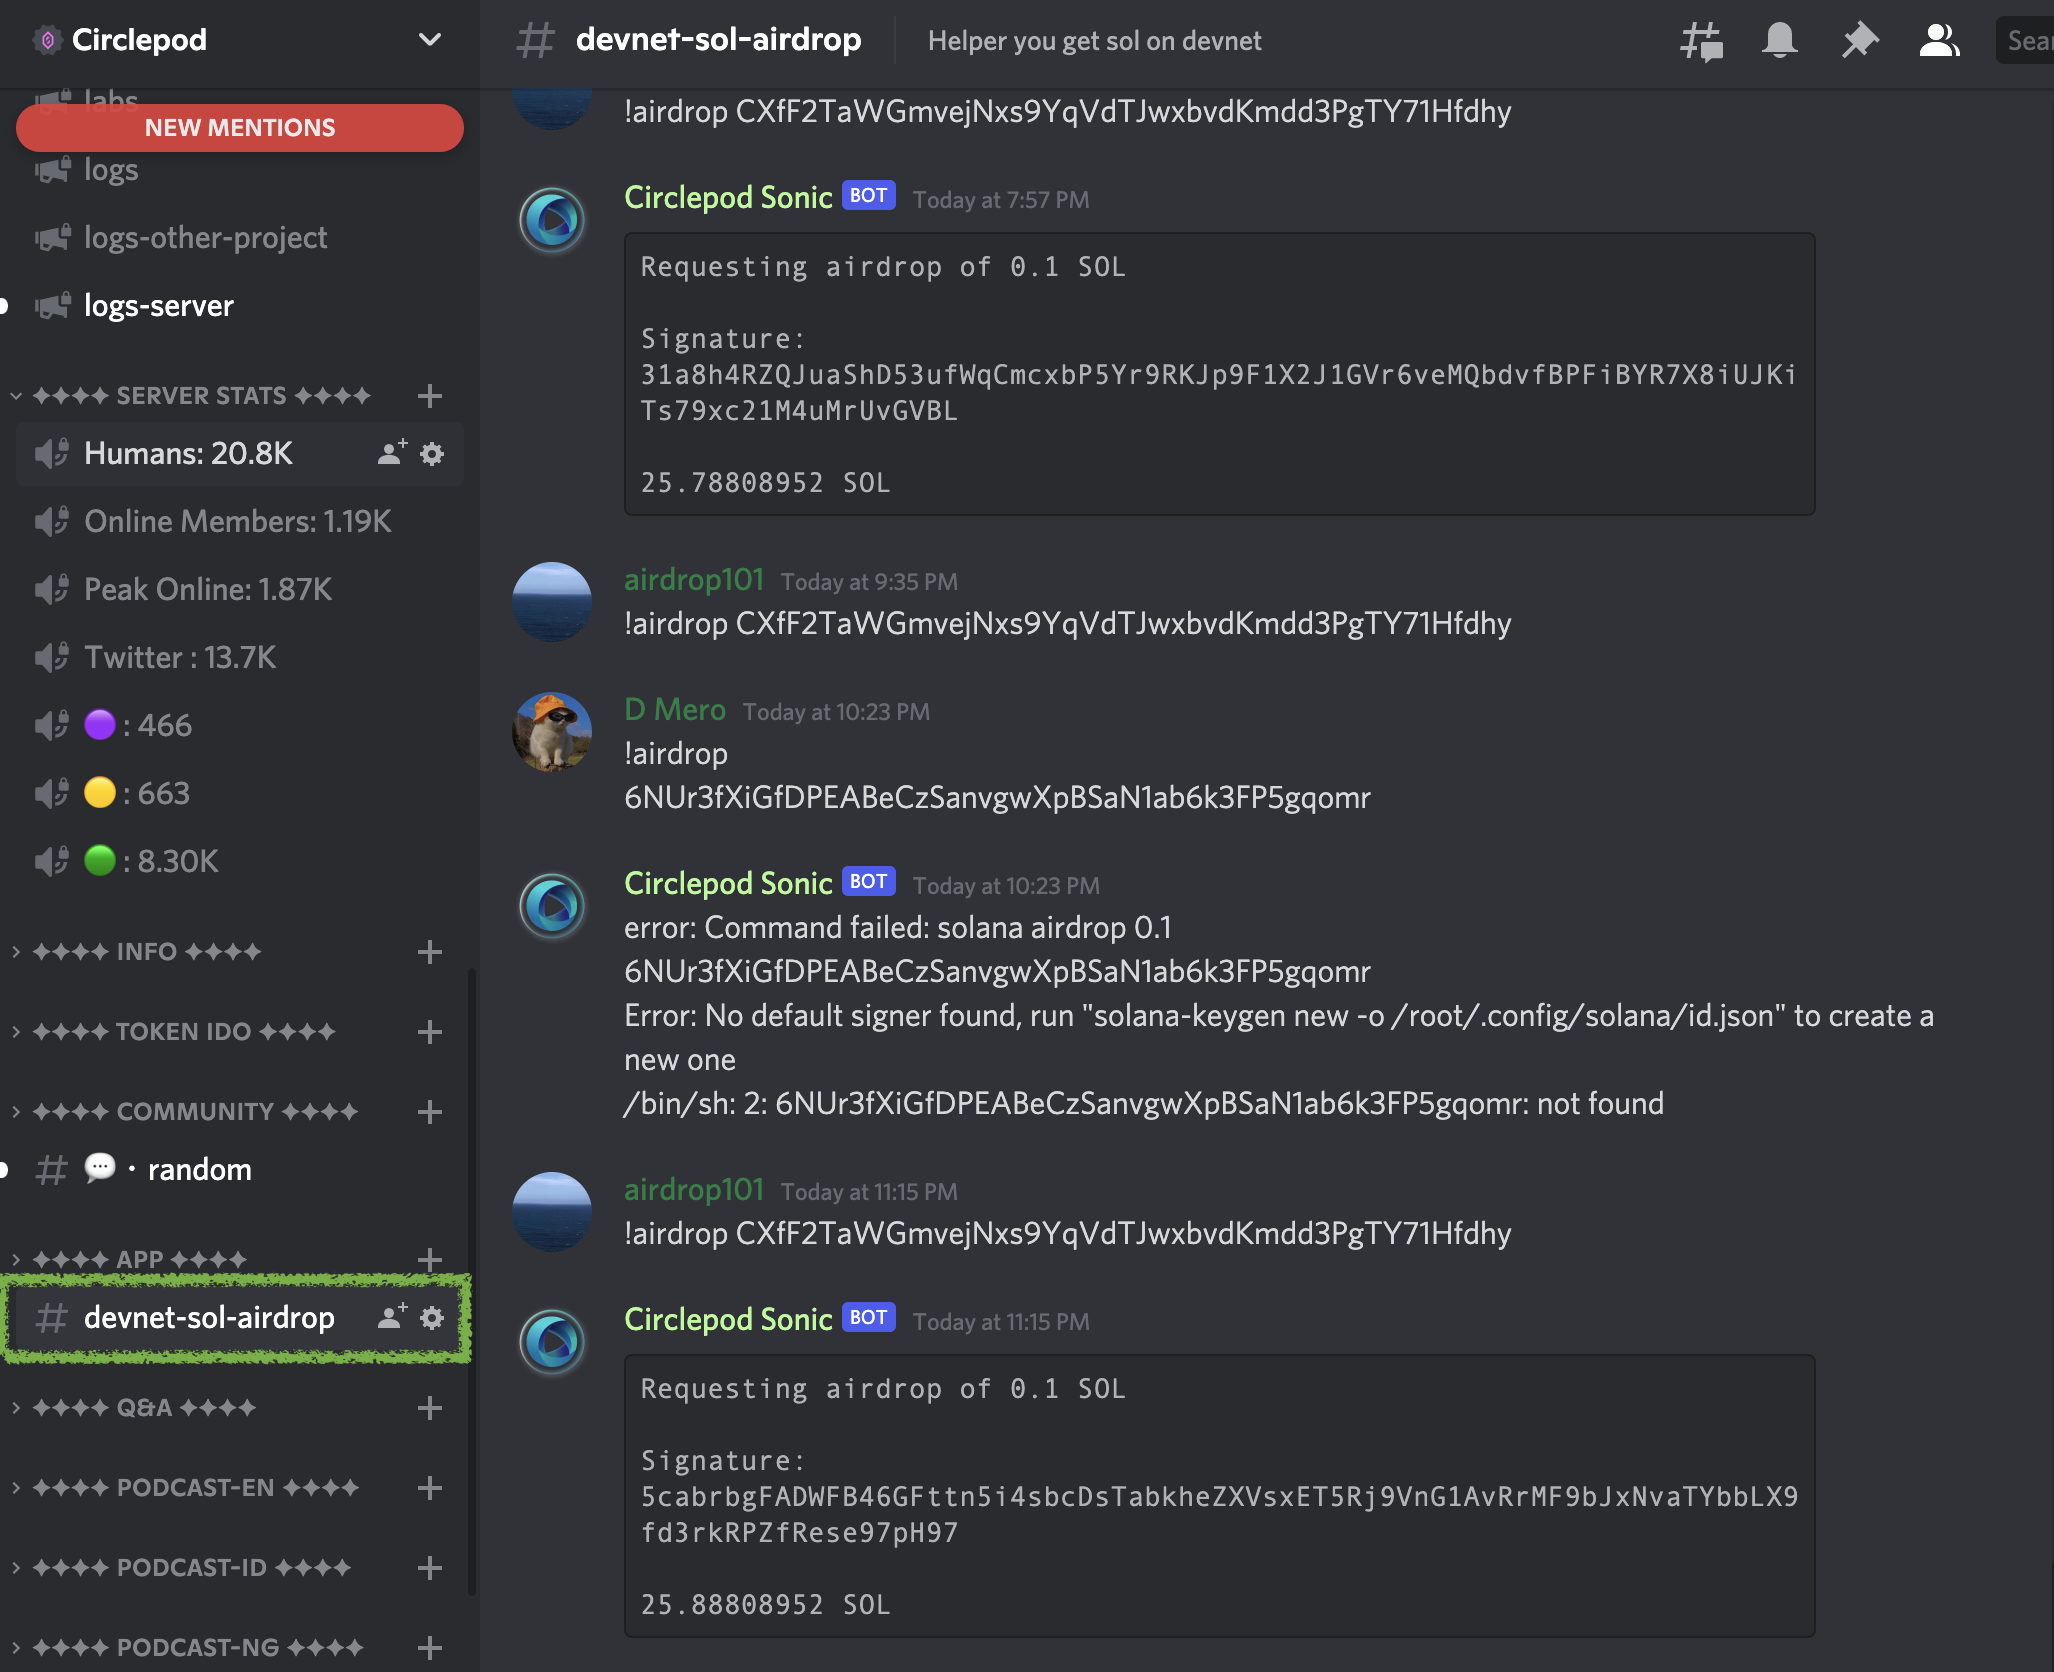 Circlepod
labs
NEW MENTIONS
logs
logs-other-project
logs-server
SERVER STATS
Humans: 20.8K
Online Members: 1.19K
Peak Online: 1.87K
Twitter : 13.7K
: 466
: 663
: 8.30K
INFO
TOKEN IDO
COMMUNITY
# 💬 · random
APP
# devnet-sol-airdrop
Q&A
PODCAST-EN
PODCAST-ID
PODCAST-NG
# devnet-sol-airdrop
Helper you get sol on devnet
Sear
!airdrop CXfF2TaWGmvejNxs9YqVdTJwxbvdKmdd3PgTY71Hfdhy
Circlepod Sonic BOT Today at 7:57 PM
Requesting airdrop of 0.1 SOL
Signature:
31a8h4RZQJuaShD53ufWqCmcxbP5Yr9RKJp9F1X2J1GVr6veMQbdvfBPFiBYR7X8iUJKi
Ts79xc21M4uMrUvGVBL
25.78808952 SOL
airdrop101 Today at 9:35 PM
!airdrop CXfF2TaWGmvejNxs9YqVdTJwxbvdKmdd3PgTY71Hfdhy
D Mero Today at 10:23 PM
!airdrop
6NUr3fXiGfDPEABeCzSanvgwXpBSaN1ab6k3FP5gqomr
Circlepod Sonic BOT Today at 10:23 PM
error: Command failed: solana airdrop 0.1
6NUr3fXiGfDPEABeCzSanvgwXpBSaN1ab6k3FP5gqomr
Error: No default signer found, run "solana-keygen new -o /root/.config/solana/id.json" to create a
new one
/bin/sh: 2: 6NUr3fXiGfDPEABeCzSanvgwXpBSaN1ab6k3FP5gqomr: not found
airdrop101 Today at 11:15 PM
!airdrop CXfF2TaWGmvejNxs9YqVdTJwxbvdKmdd3PgTY71Hfdhy
Circlepod Sonic BOT Today at 11:15 PM
Requesting airdrop of 0.1 SOL
Signature:
5cabrbgFADWFB46GFttn5i4sbcDsTabkheZXVsxET5Rj9VnG1AvRrMF9bJxNvaTYbbLX9
fd3rkRPZfRese97pH97
25.88808952 SOL